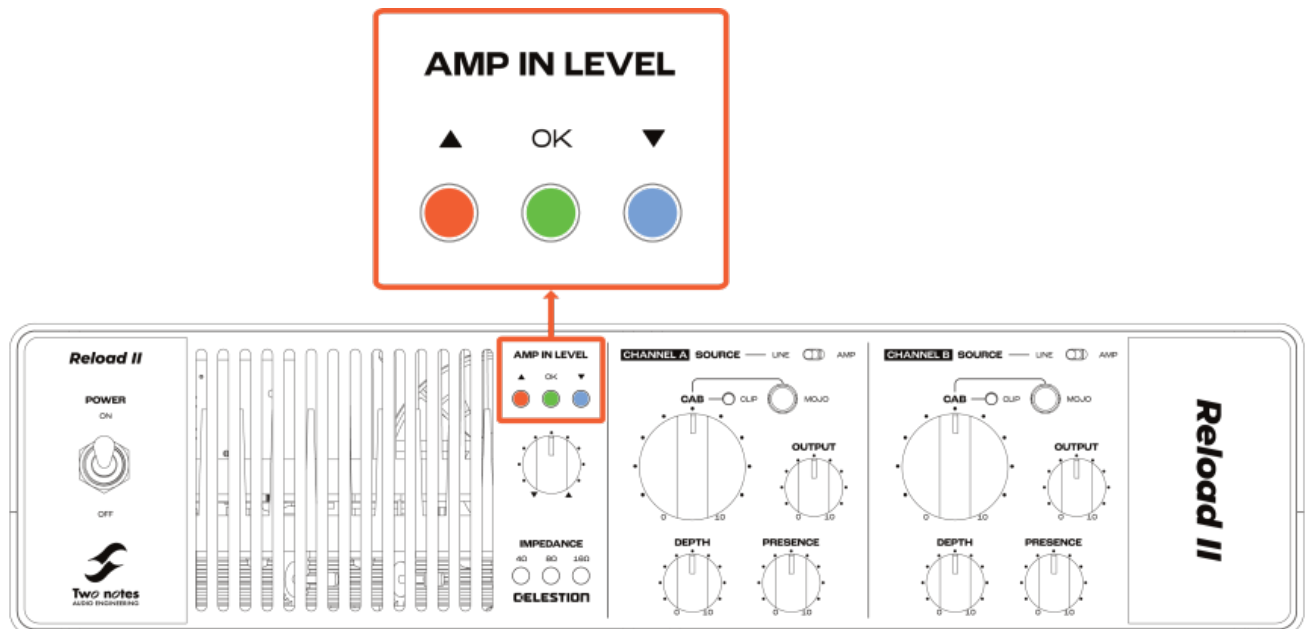 AMP IN LEVEL
▲ OK ▼
Reload II
POWER
ON
OFF
Two notes
AUDIO ENGINEERING
AMP IN LEVEL
▲ OK ▼
▼ ▲
IMPEDANCE
4Ω 8Ω 16Ω
CELESTION
CHANNEL A SOURCE LINE AMP
CAB CLIP MOJO
OUTPUT
0 10
0 10
DEPTH PRESENCE
0 10 0 10
CHANNEL B SOURCE LINE AMP
CAB CLIP MOJO
OUTPUT
0 10
0 10
DEPTH PRESENCE
0 10 0 10
Reload II